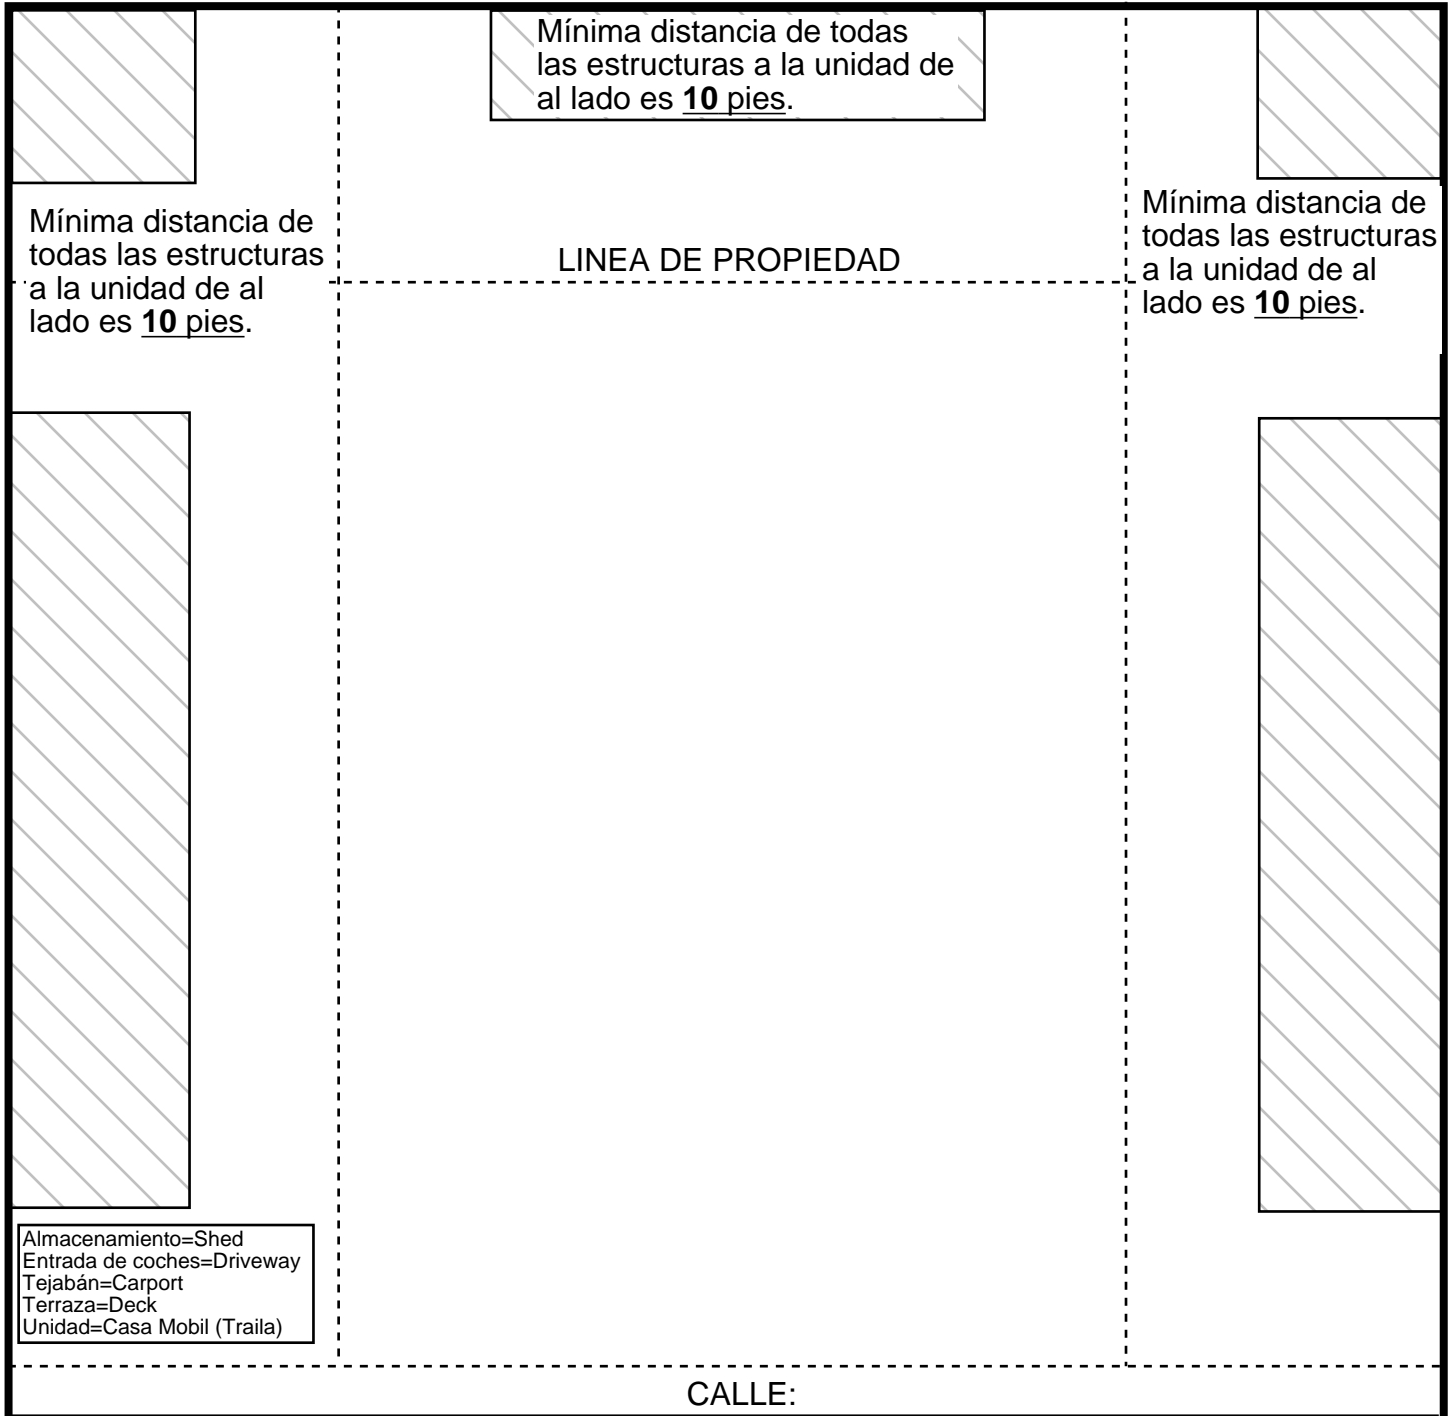 Mínima distancia de todas
las estructuras a la unidad de
al lado es 10 pies.
Mínima distancia de
todas las estructuras
a la unidad de al
lado es 10 pies.
LINEA DE PROPIEDAD
Mínima distancia de
todas las estructuras
a la unidad de al
lado es 10 pies.
Almacenamiento=Shed
Entrada de coches=Driveway
Tejabán=Carport
Terraza=Deck
Unidad=Casa Mobil (Traila)
CALLE: